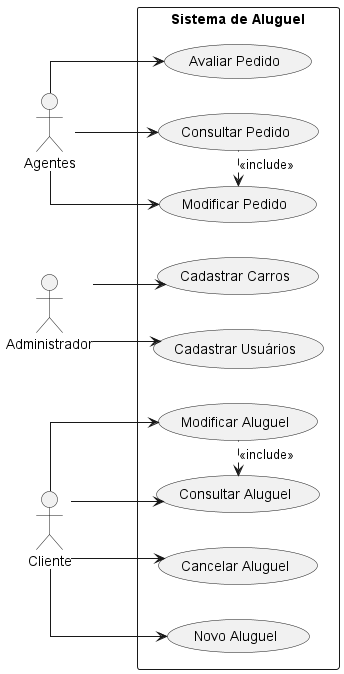 Sistema de Aluguel
Avaliar Pedido
Consultar Pedido
Agentes
«include»
Modificar Pedido
Cadastrar Carros
Administrador
Cadastrar Usuários
Modificar Aluguel
«include»
Consultar Aluguel
Cliente
Cancelar Aluguel
Novo Aluguel